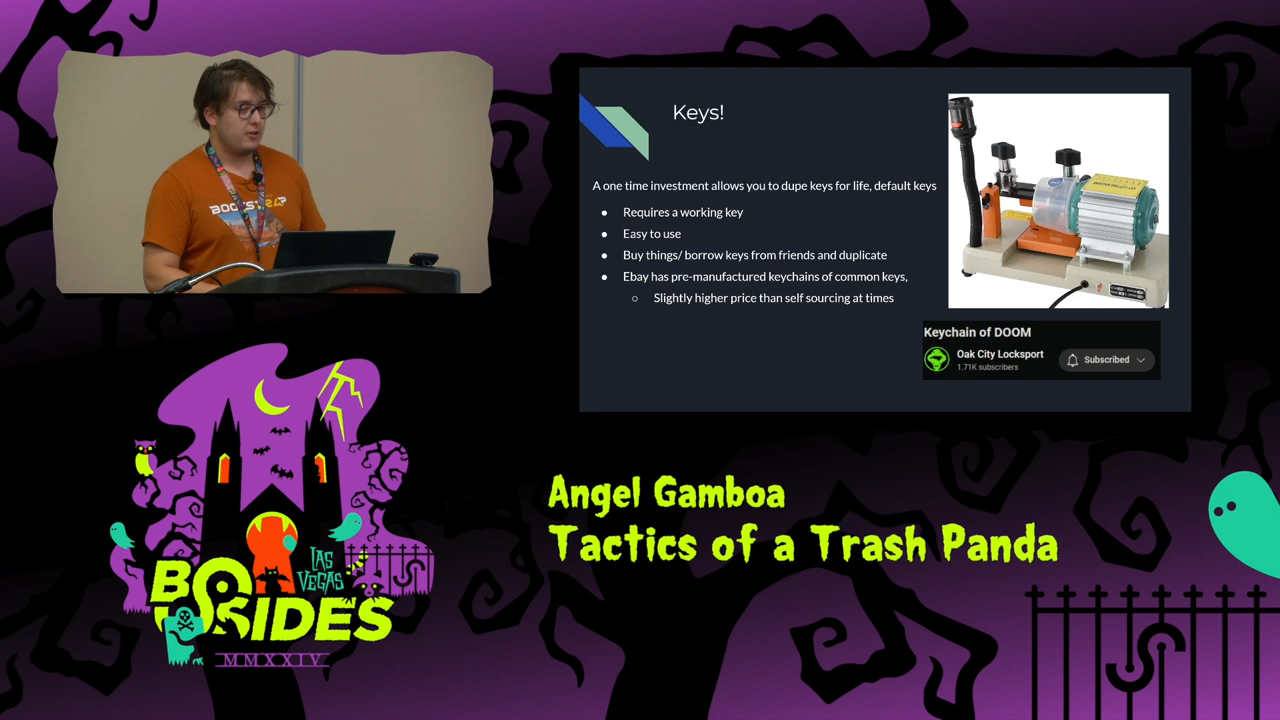 Keys!
A one time investment allows you to dupe keys for life, default keys
Requires a working key
Easy to use
Buy things/ borrow keys from friends and duplicate
Ebay has pre-manufactured keychains of common keys,
Slightly higher price than self sourcing at times
Keychain of DOOM
Oak City Locksport
1.71K subscribers
Subscribed
Angel Gamboa
Tactics of a Trash Panda
LAS
VEGAS
BSIDES
MMXXIV